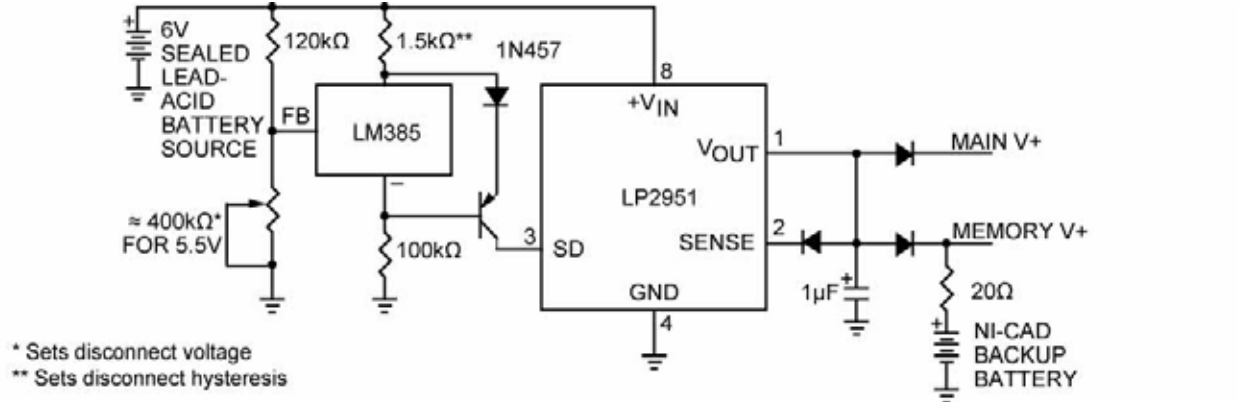 6V
SEALED
LEAD-
ACID
BATTERY
SOURCE
120kΩ
1.5kΩ**
1N457
FB
LM385
≈ 400kΩ*
FOR 5.5V
100kΩ
8
+VIN
VOUT
1
LP2951
3
SD
SENSE
2
GND
4
MAIN V+
MEMORY V+
1μF
20Ω
NI-CAD
BACKUP
BATTERY
* Sets disconnect voltage
** Sets disconnect hysteresis